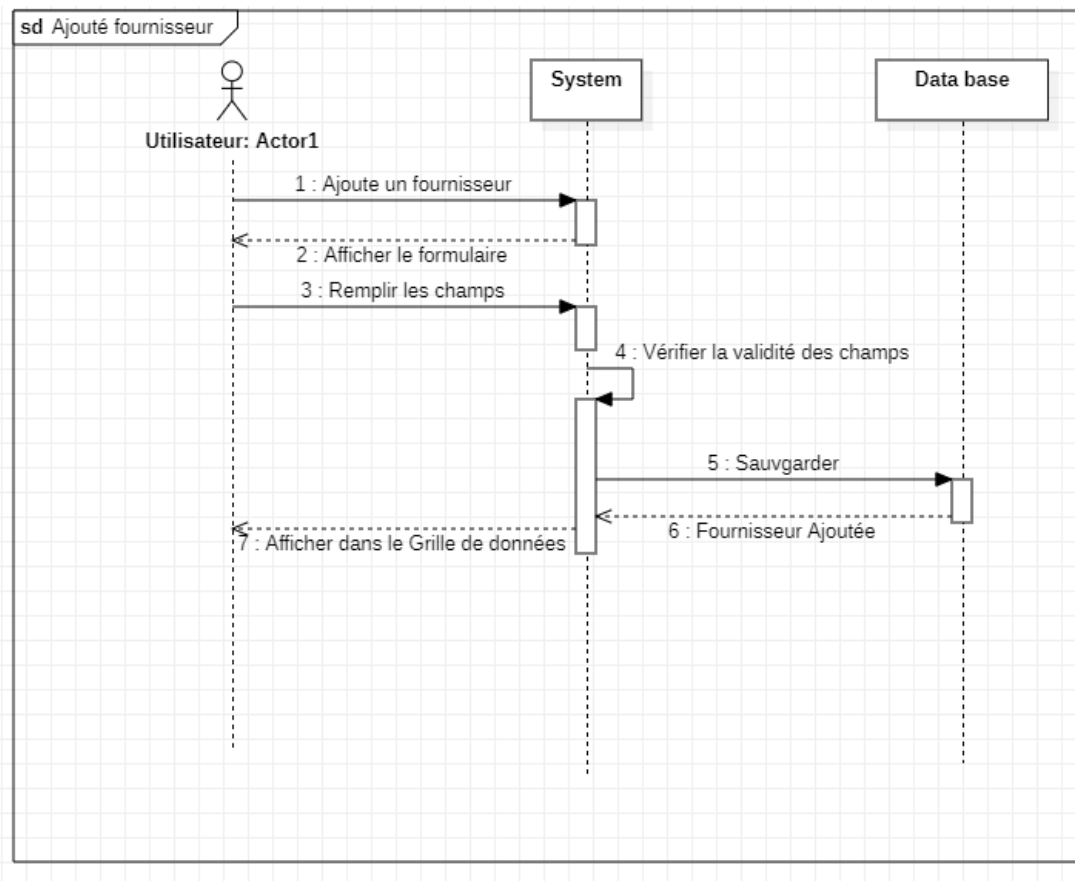 sd Ajouté fournisseur
System
Data base
Utilisateur: Actor1
1 : Ajoute un fournisseur
2 : Afficher le formulaire
3 : Remplir les champs
4 : Vérifier la validité des champs
5 : Sauvgarder
6 : Fournisseur Ajoutée
7 : Afficher dans le Grille de données